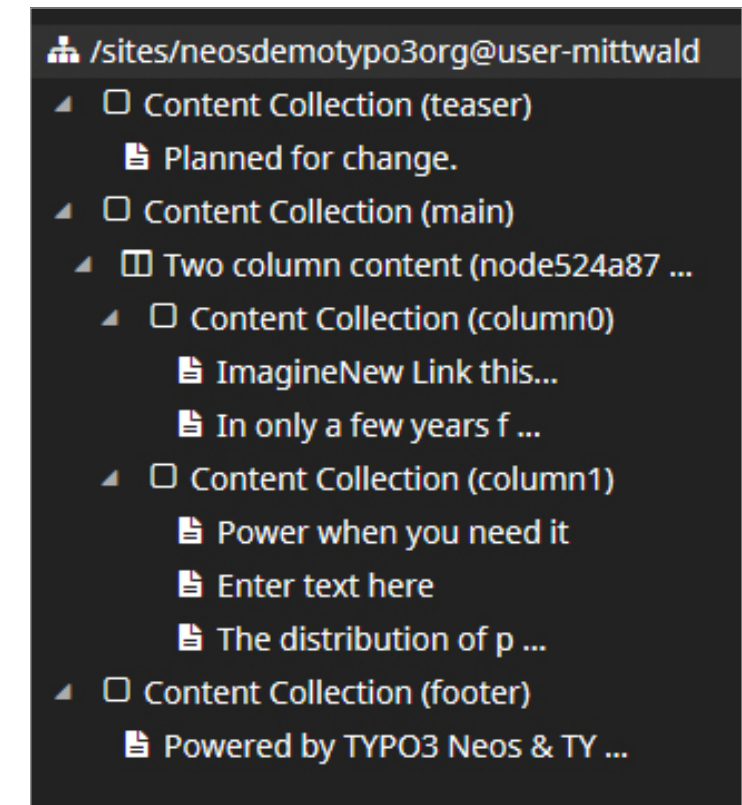 /sites/neosdemotypo3org@user-mittwald
Content Collection (teaser)
Planned for change.
Content Collection (main)
Two column content (node524a87 ...
Content Collection (column0)
ImagineNew Link this...
In only a few years f ...
Content Collection (column1)
Power when you need it
Enter text here
The distribution of p ...
Content Collection (footer)
Powered by TYPO3 Neos & TY ...